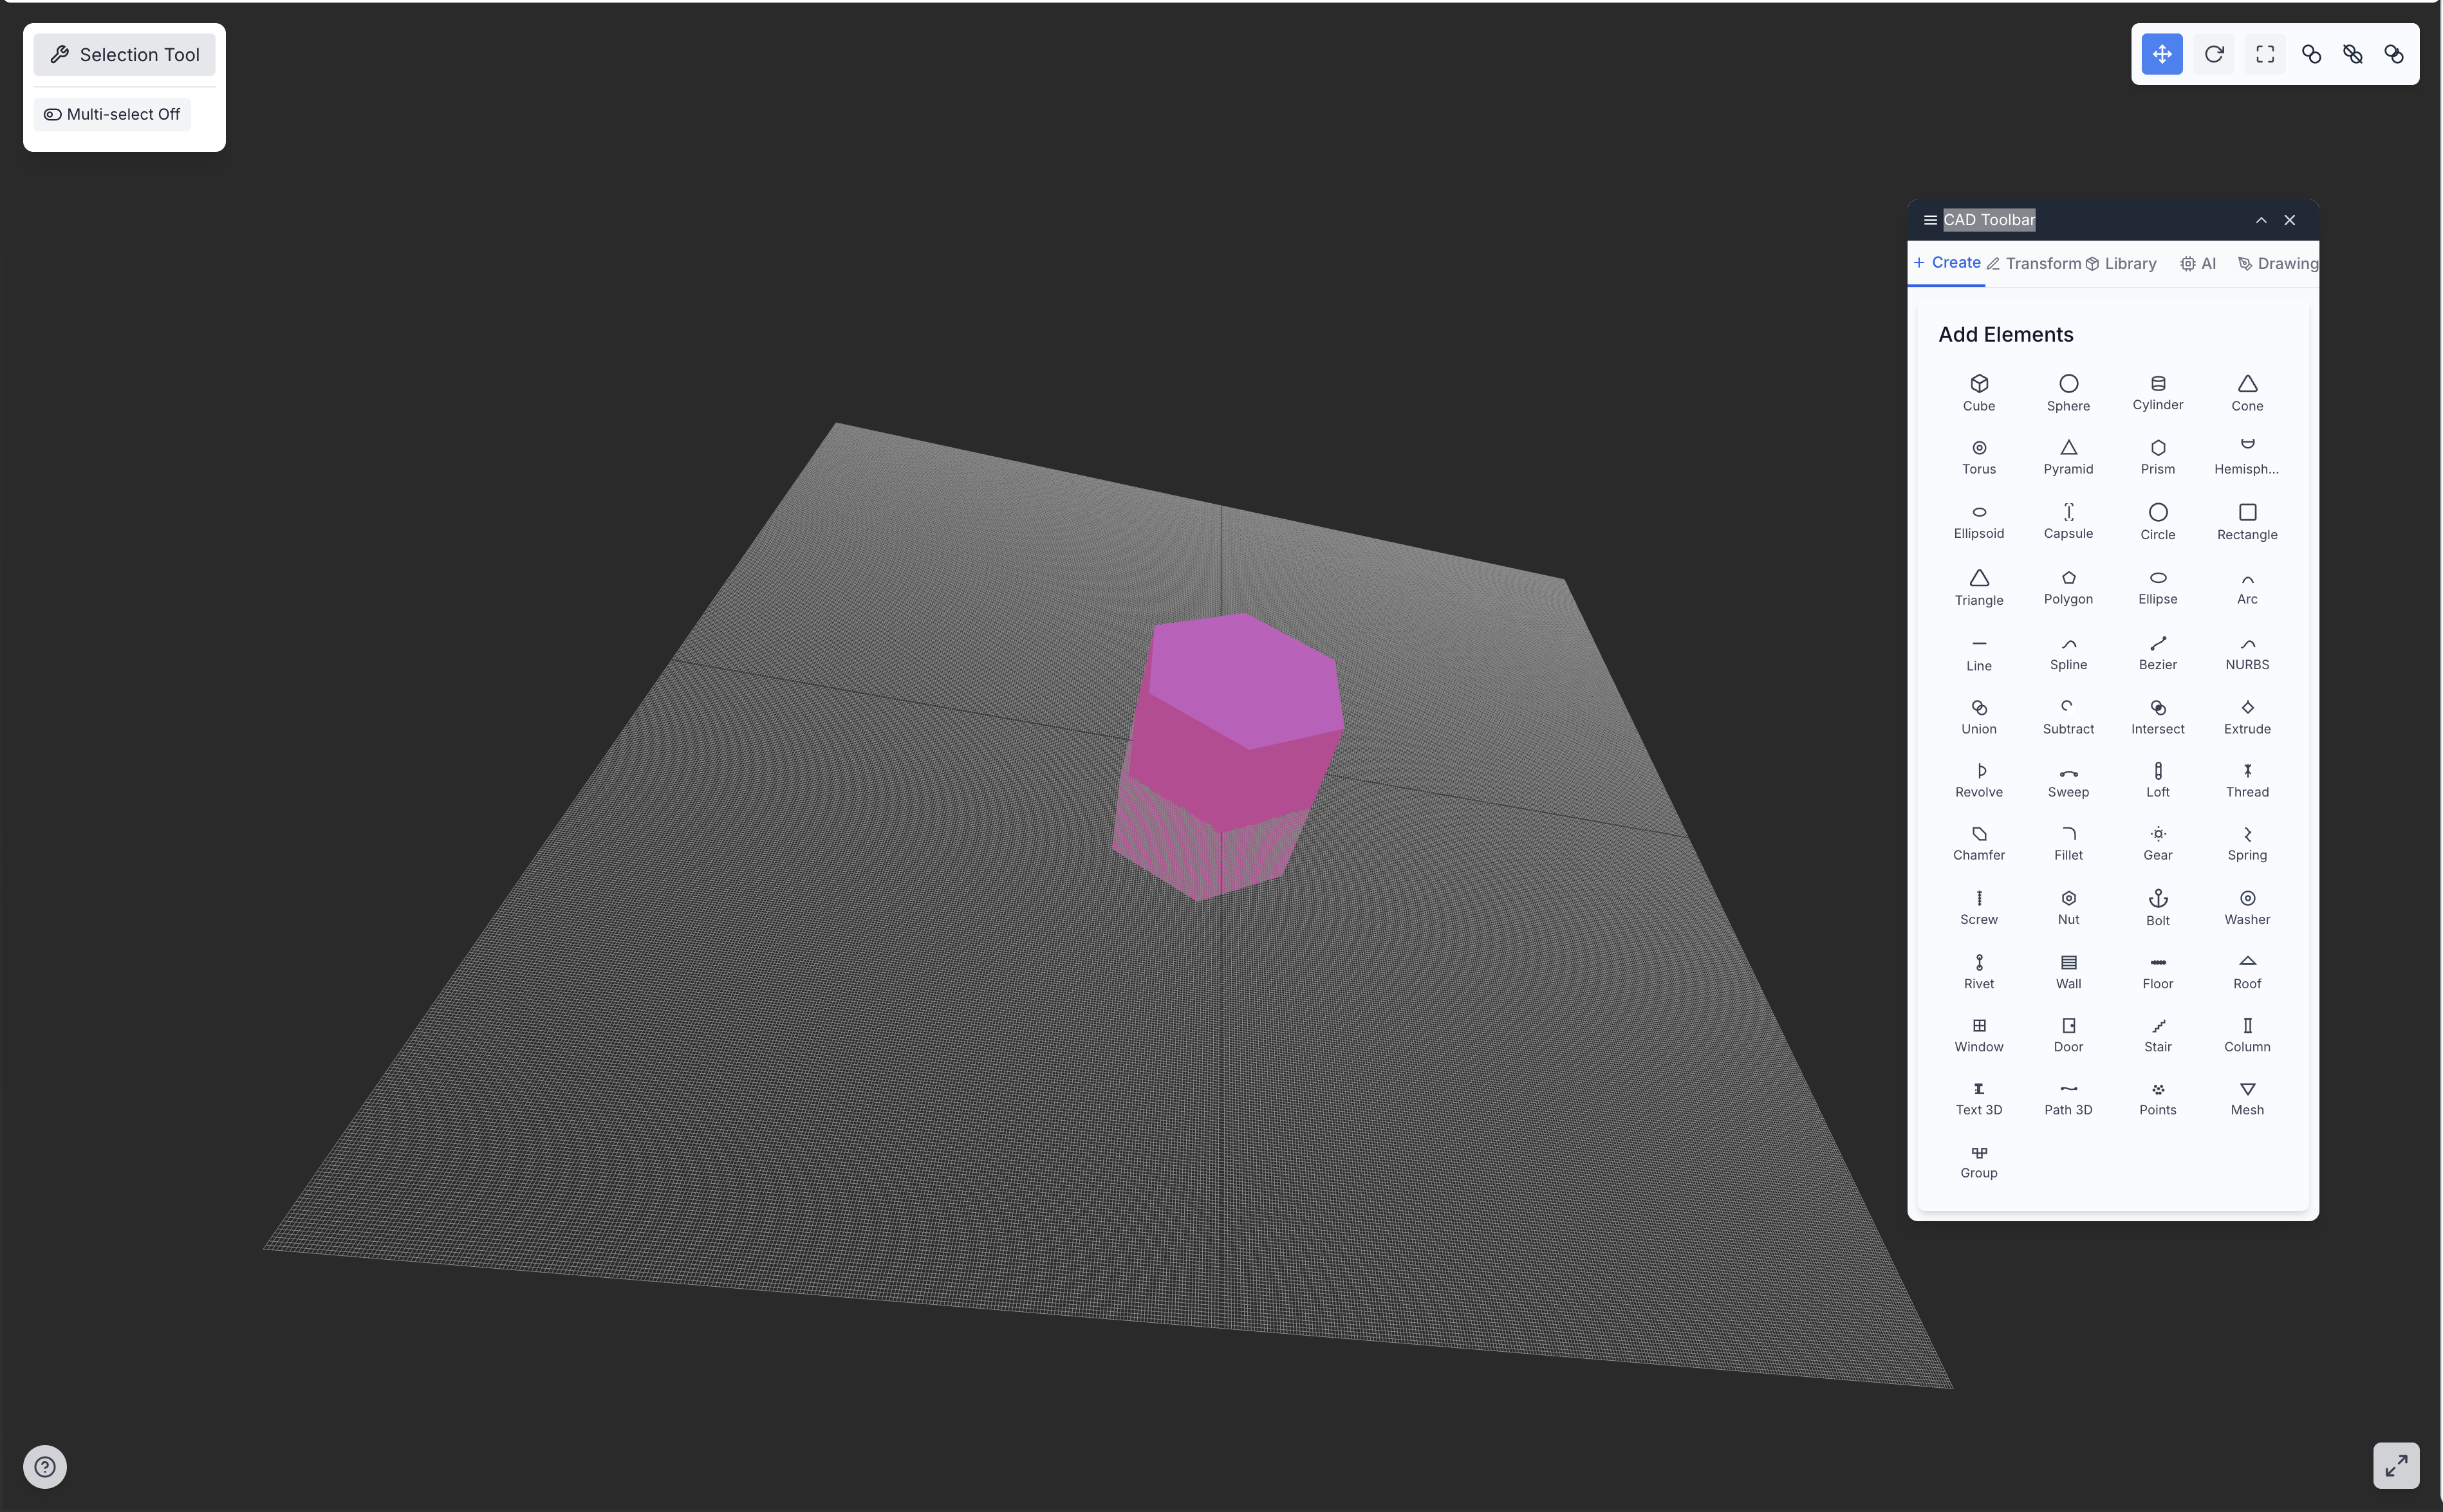 Selection Tool
Multi-select Off
CAD Toolbar
Create Transform Library AI Drawing
Add Elements
Cube Sphere Cylinder Cone
Torus Pyramid Prism Hemisph...
Ellipsoid Capsule Circle Rectangle
Triangle Polygon Ellipse Arc
Line Spline Bezier NURBS
Union Subtract Intersect Extrude
Revolve Sweep Loft Thread
Chamfer Fillet Gear Spring
Screw Nut Bolt Washer
Rivet Wall Floor Roof
Window Door Stair Column
Text 3D Path 3D Points Mesh
Group